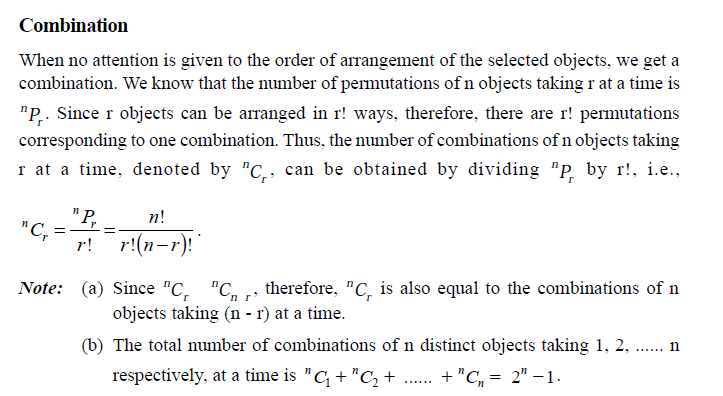 Combination
When no attention is given to the order of arrangement of the selected objects, we get a
combination. We know that the number of permutations of n objects taking r at a time is
ⁿPᵣ. Since r objects can be arranged in r! ways, therefore, there are r! permutations
corresponding to one combination. Thus, the number of combinations of n objects taking
r at a time, denoted by ⁿCᵣ, can be obtained by dividing ⁿPᵣ by r!, i.e.,
ⁿCᵣ = ⁿPᵣ / r! = n! / r!(n−r)! .
Note: (a) Since ⁿCᵣ ⁿCₙ ᵣ, therefore, ⁿCᵣ is also equal to the combinations of n
objects taking (n - r) at a time.
(b) The total number of combinations of n distinct objects taking 1, 2, ...... n
respectively, at a time is ⁿC₁ + ⁿC₂ + ...... + ⁿCₙ = 2ⁿ − 1.